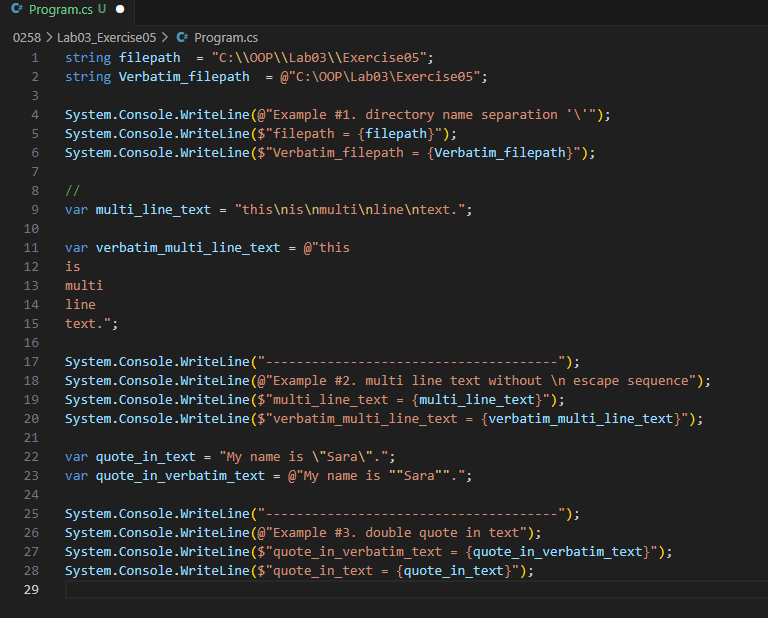 Program.cs U
0258 > Lab03_Exercise05 > Program.cs
1 string filepath  = "C:\\OOP\\Lab03\\Exercise05";
2 string Verbatim_filepath  = @"C:\OOP\Lab03\Exercise05";
3
4 System.Console.WriteLine(@"Example #1. directory name separation '\'");
5 System.Console.WriteLine($"filepath = {filepath}");
6 System.Console.WriteLine($"Verbatim_filepath = {Verbatim_filepath}");
7
8 //
9 var multi_line_text = "this\nis\nmulti\nline\ntext.";
10
11 var verbatim_multi_line_text = @"this
12 is
13 multi
14 line
15 text.";
16
17 System.Console.WriteLine("--------------------------------------");
18 System.Console.WriteLine(@"Example #2. multi line text without \n escape sequence");
19 System.Console.WriteLine($"multi_line_text = {multi_line_text}");
20 System.Console.WriteLine($"verbatim_multi_line_text = {verbatim_multi_line_text}");
21
22 var quote_in_text = "My name is \"Sara\".";
23 var quote_in_verbatim_text = @"My name is ""Sara"".";
24
25 System.Console.WriteLine("--------------------------------------");
26 System.Console.WriteLine(@"Example #3. double quote in text");
27 System.Console.WriteLine($"quote_in_verbatim_text = {quote_in_verbatim_text}");
28 System.Console.WriteLine($"quote_in_text = {quote_in_text}");
29